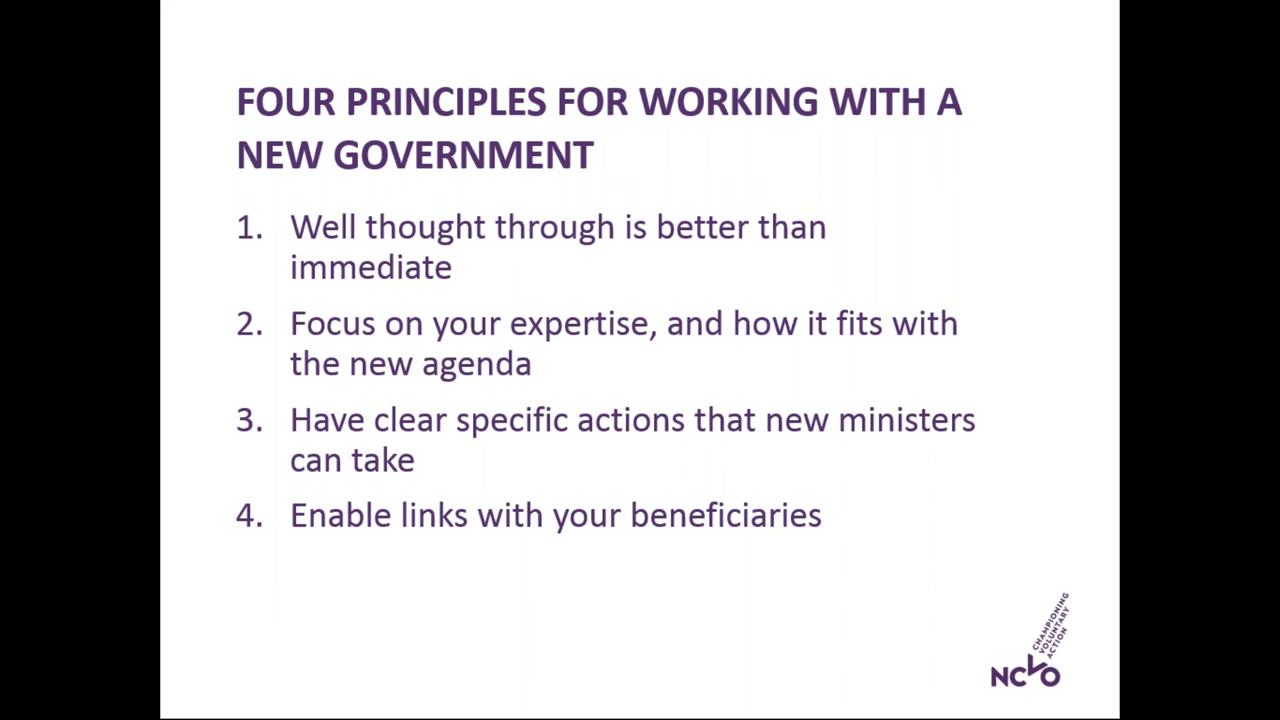 FOUR PRINCIPLES FOR WORKING WITH A
NEW GOVERNMENT
1. Well thought through is better than
immediate
2. Focus on your expertise, and how it fits with
the new agenda
3. Have clear specific actions that new ministers
can take
4. Enable links with your beneficiaries
CHAMPIONING
VOLUNTARY
ACTION
NCVO